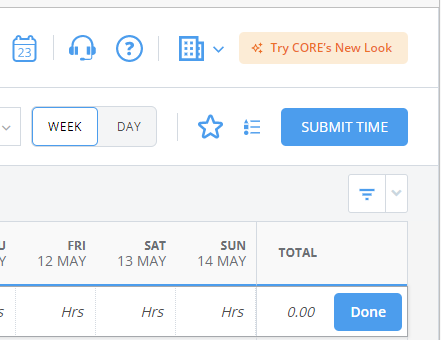 23
?
Try CORE's New Look
WEEK DAY
SUBMIT TIME
U FRI SAT SUN TOTAL
Y 12 MAY 13 MAY 14 MAY
s Hrs Hrs Hrs 0.00 Done